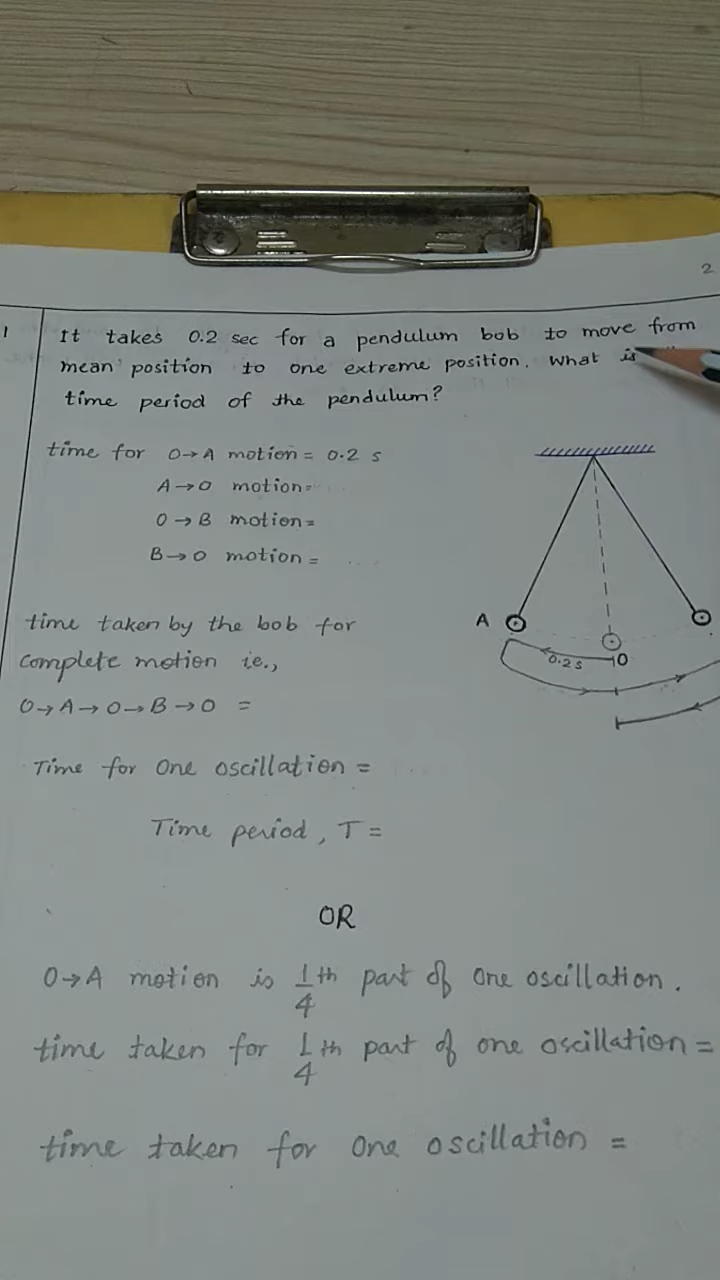 2
1
It takes 0.2 sec for a pendulum bob to move from
mean position to one extreme position. What is
time period of the pendulum?
time for O→A motion = 0.2 s
A→O motion=
O→B motion=
B→O motion =
A
0.2 s
O
time taken by the bob for
complete motion i.e.,
O→A→O→B→O =
Time for One oscillation =
Time period, T =
OR
O→A motion is 1/4 th part of One oscillation.
time taken for 1/4 th part of one oscillation =
time taken for One oscillation =